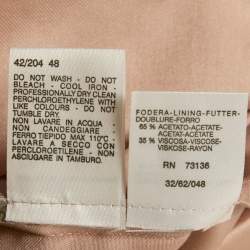 42/204 48
DO NOT WASH - DO NOT
BLEACH - COOL IRON -
PROFESSIONALLY DRY CLEAN
PERCHLOROETHYLENE WITH
LIKE COLOURS - DO NOT
TUMBLE DRY.
NON LAVARE IN ACQUA
- NON CANDEGGIARE -
FERRO TIEPIDO MAX 110°C -
LAVARE A SECCO CON
PERCLOROETILENE - NON
ASCIUGARE IN TAMBURO.
FODERA-LINING-FUTTER-
DOUBLURE-FORRO
65 % ACETATO-ACETATE-
ACETAT-ACETATE
35 % VISCOSA-VISCOSE-
VISKOSE-RAYON
RN 73136
32/62/048